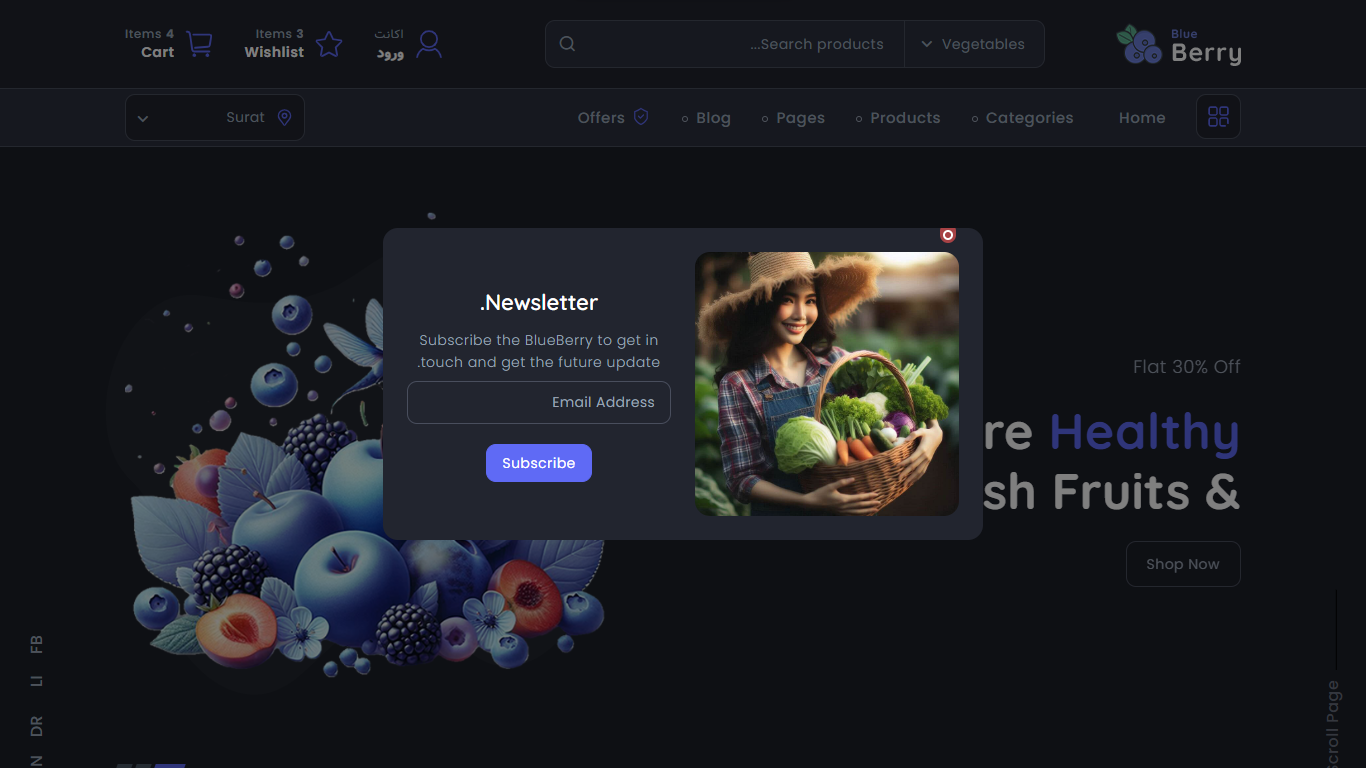 Blue
Berry
Vegetables
Search products...
اکانت
ورود
3 Items
Wishlist
4 Items
Cart
Home
Categories
Products
Pages
Blog
Offers
Surat
Newsletter.
Subscribe the BlueBerry to get in
touch and get the future update.
Email Address
Subscribe
Flat 30% Off
Healthy
& Fruits
Shop Now
FB
LI
DR
Scroll Page